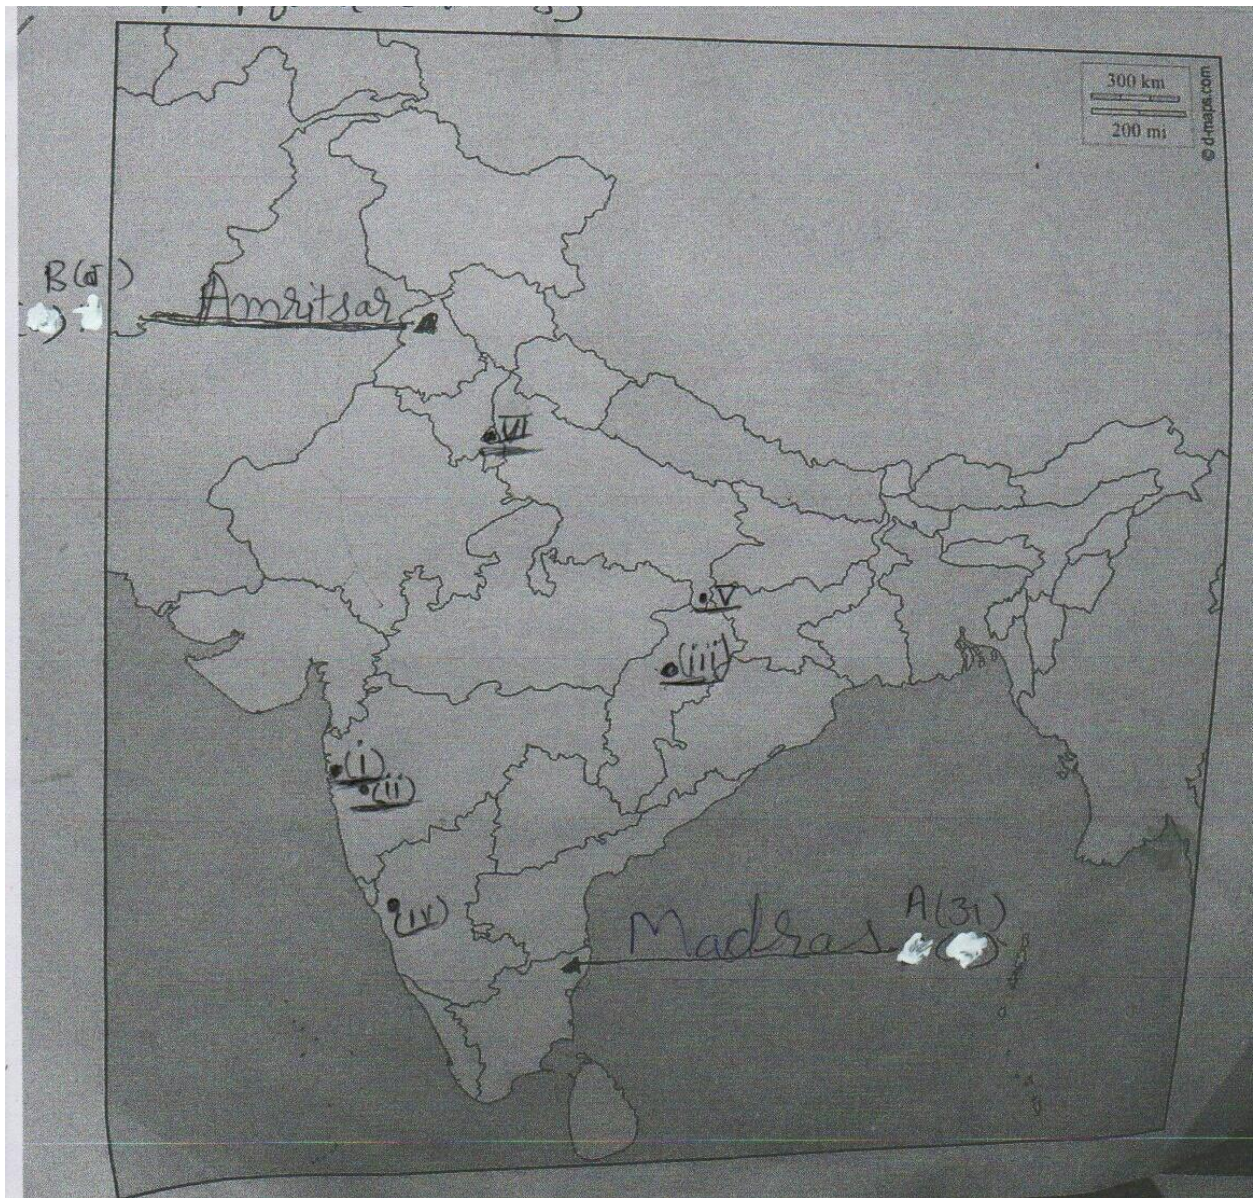 300 km
200 mi
© d-maps.com
B(a)
Amritsar
VI
V
(iii)
(i)
(ii)
(iv)
A(31)
Madras